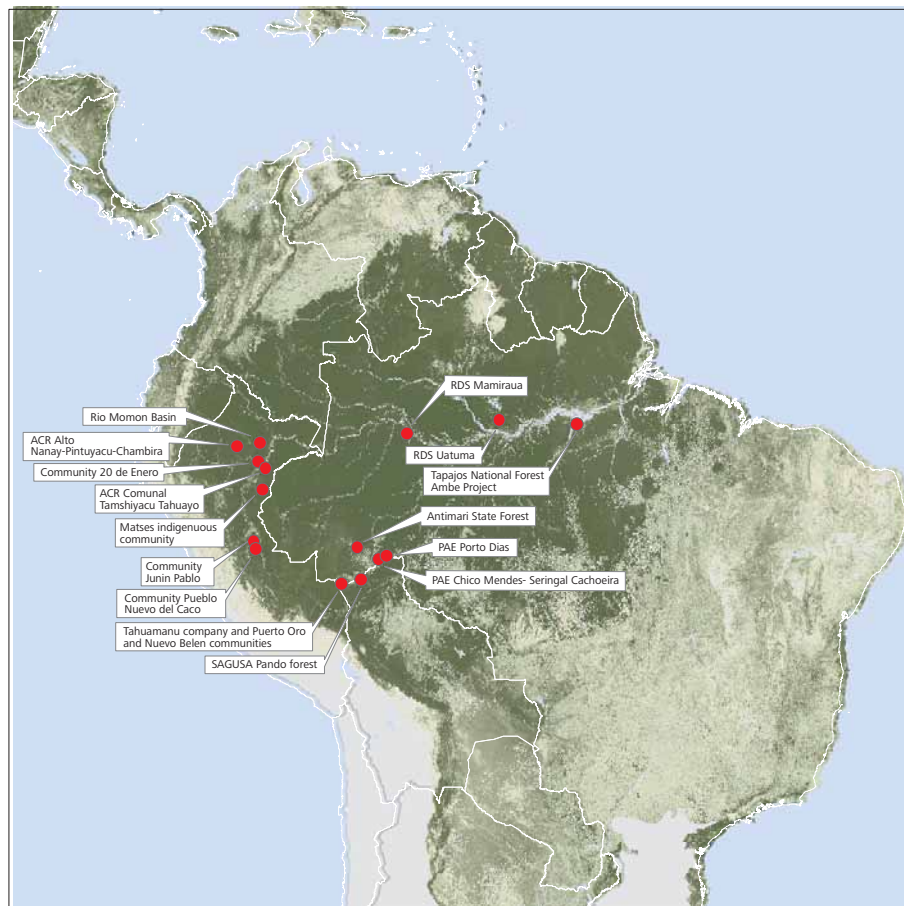 RDS Mamiraua
Rio Momon Basin
ACR Alto
Nanay-Pintuyacu-Chambira
RDS Uatuma
Community 20 de Enero
Tapajos National Forest
Ambe Project
ACR Comunal
Tamshiyacu Tahuayo
Antimari State Forest
Matses indigenuous
community
PAE Porto Dias
Community
Junin Pablo
PAE Chico Mendes- Seringal Cachoeira
Community Pueblo
Nuevo del Caco
Tahuamanu company and Puerto Oro
and Nuevo Belen communities
SAGUSA Pando forest